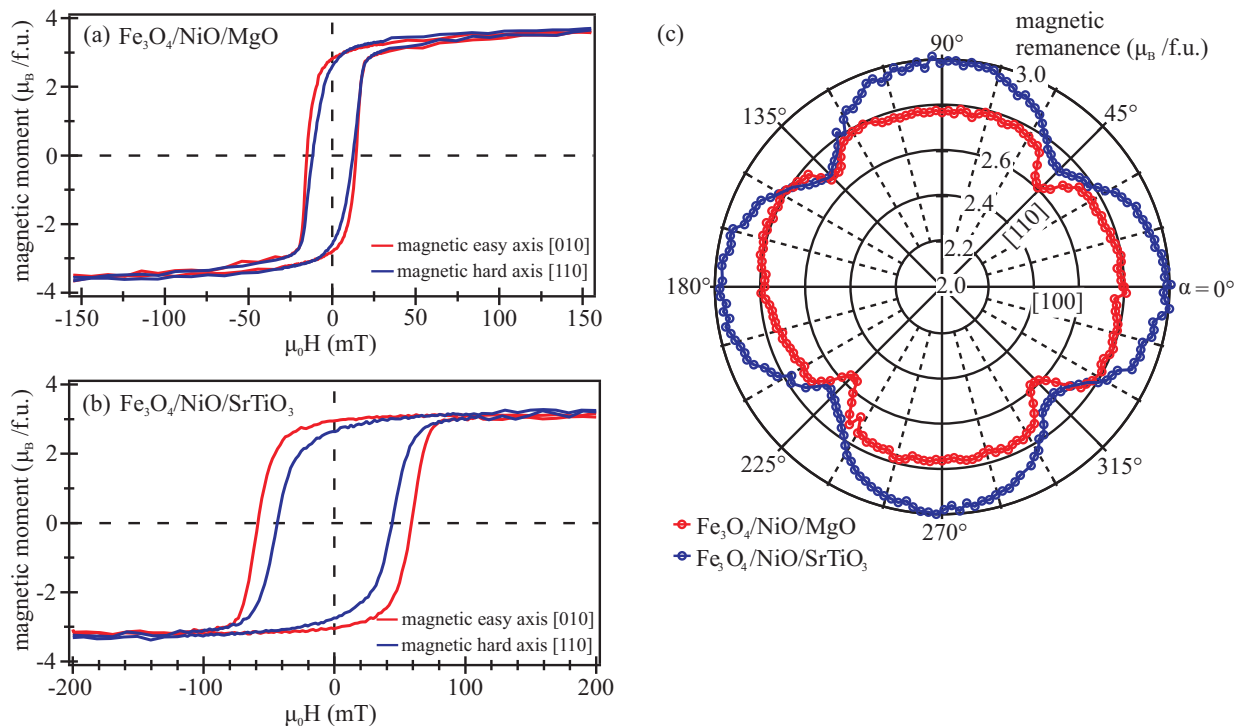 (a) Fe₃O₄/NiO/MgO
magnetic moment (μB /f.u.)
4
2
0
-2
-4
magnetic easy axis [010]
magnetic hard axis [110]
-150 -100 -50 0 50 100 150
μ₀H (mT)
(b) Fe₃O₄/NiO/SrTiO₃
magnetic moment (μB /f.u.)
4
2
0
-2
-4
magnetic easy axis [010]
magnetic hard axis [110]
-200 -100 0 100 200
μ₀H (mT)
(c)
magnetic
remanence (μB /f.u.)
90°
3.0
135° 45°
2.6
2.4
[110]
2.2
180° 2.0 α = 0°
[100]
225° 315°
270°
Fe₃O₄/NiO/MgO
Fe₃O₄/NiO/SrTiO₃